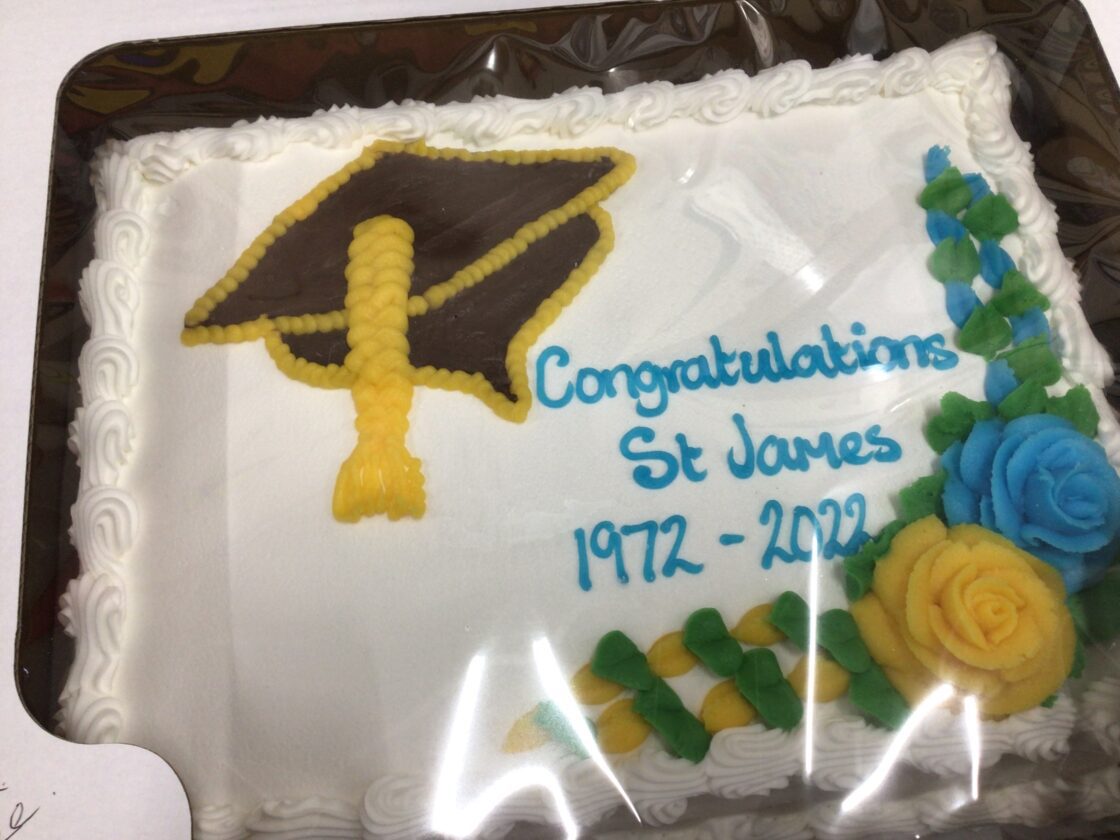 Congratulations
St James
1972 - 2022